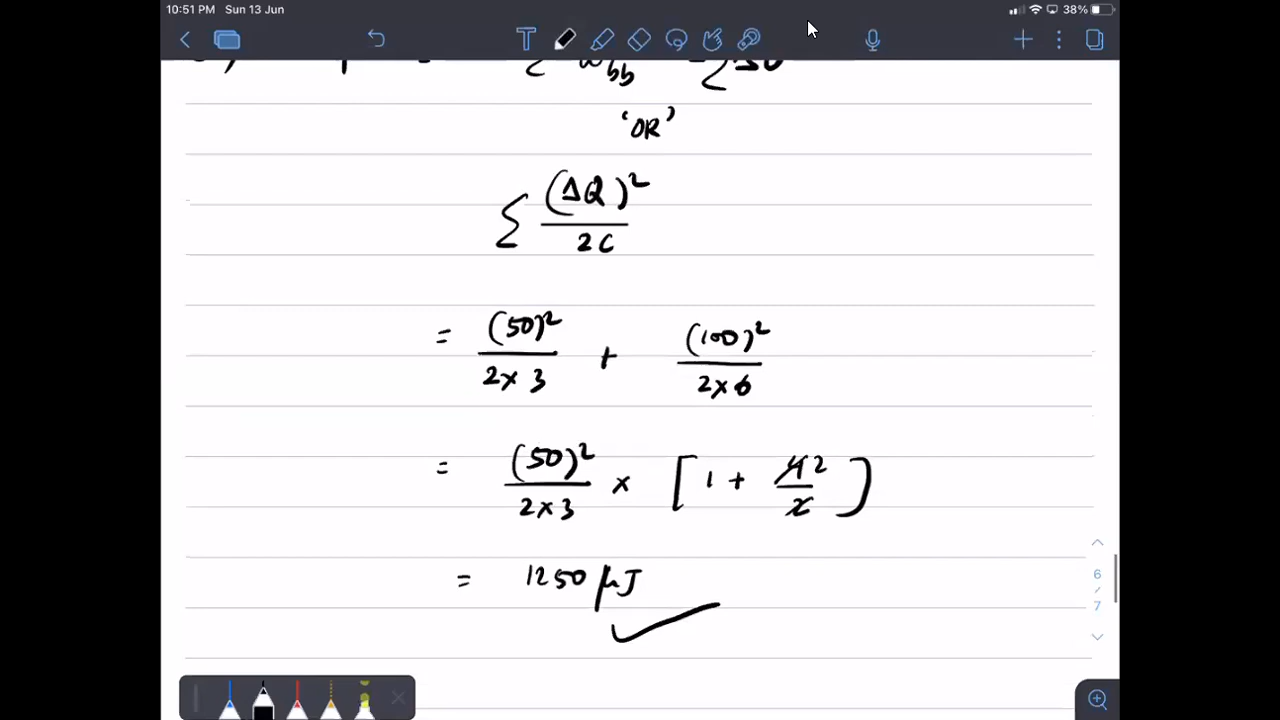 10:51 PM Sun 13 Jun 38%
T
'OR'
Σ (ΔQ)² / 2C
= (50)² / 2×3 + (100)² / 2×6
= (50)² / 2×3 × [1 + 4 2 / 2]
= 1250 μJ
6 / 7